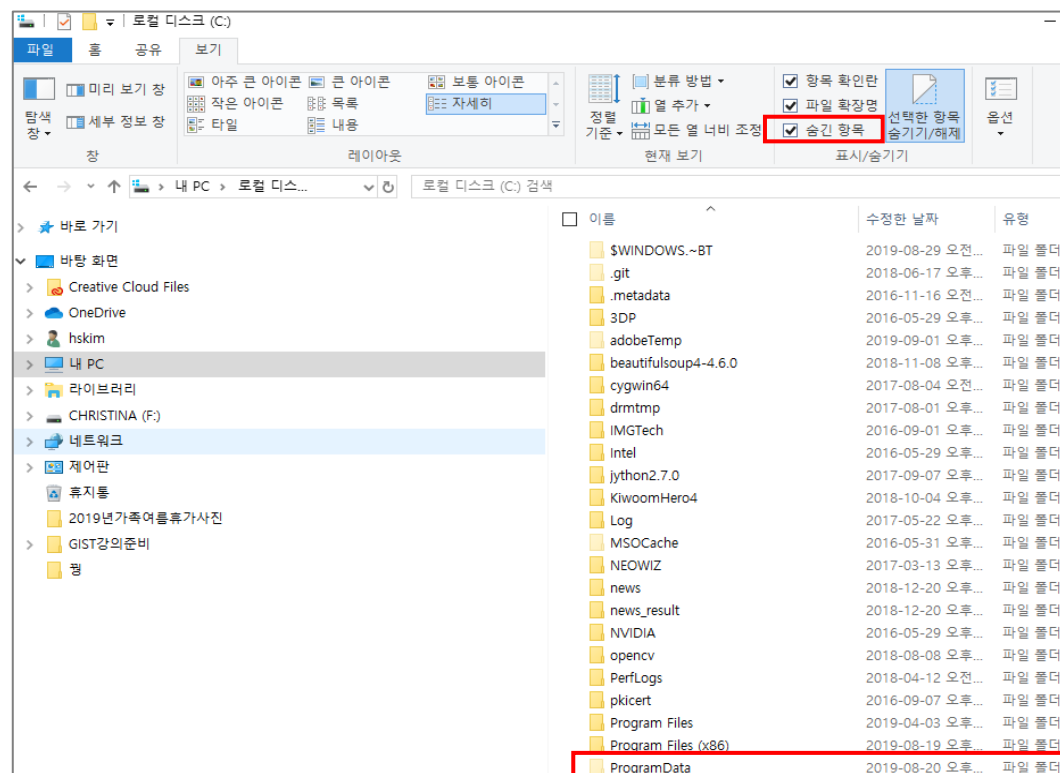 로컬 디스크 (C:)
파일 홈 공유 보기
미리 보기 창 아주 큰 아이콘 큰 아이콘 보통 아이콘 분류 방법 항목 확인란
세부 정보 창 작은 아이콘 목록 자세히 열 추가 파일 확장명
탐색 창 타일 내용 정렬 기준 모든 열 너비 조정 숨긴 항목 선택한 항목 숨기기/해제 옵션
창 레이아웃 현재 보기 표시/숨기기
내 PC 로컬 디스... 로컬 디스크 (C:) 검색
바로 가기
바탕 화면
Creative Cloud Files
OneDrive
hskim
내 PC
라이브러리
CHRISTINA (F:)
네트워크
제어판
휴지통
2019년가족여름휴가사진
GIST강의준비
꿩
이름 수정한 날짜 유형
$WINDOWS.~BT 2019-08-29 오전... 파일 폴더
.git 2018-06-17 오후... 파일 폴더
.metadata 2016-11-16 오전... 파일 폴더
3DP 2016-05-29 오후... 파일 폴더
adobeTemp 2019-09-01 오후... 파일 폴더
beautifulsoup4-4.6.0 2018-11-08 오후... 파일 폴더
cygwin64 2017-08-04 오전... 파일 폴더
drmtmp 2017-08-01 오후... 파일 폴더
IMGTech 2016-09-01 오후... 파일 폴더
Intel 2016-05-29 오후... 파일 폴더
jython2.7.0 2017-09-07 오후... 파일 폴더
KiwoomHero4 2018-10-04 오후... 파일 폴더
Log 2017-05-22 오후... 파일 폴더
MSOCache 2016-05-31 오후... 파일 폴더
NEOWIZ 2017-03-13 오후... 파일 폴더
news 2018-12-20 오후... 파일 폴더
news_result 2018-12-20 오후... 파일 폴더
NVIDIA 2016-05-29 오후... 파일 폴더
opencv 2018-08-08 오후... 파일 폴더
PerfLogs 2018-04-12 오전... 파일 폴더
pkicert 2016-09-07 오후... 파일 폴더
Program Files 2019-04-03 오후... 파일 폴더
Program Files (x86) 2019-08-19 오후... 파일 폴더
ProgramData 2019-08-20 오후... 파일 폴더